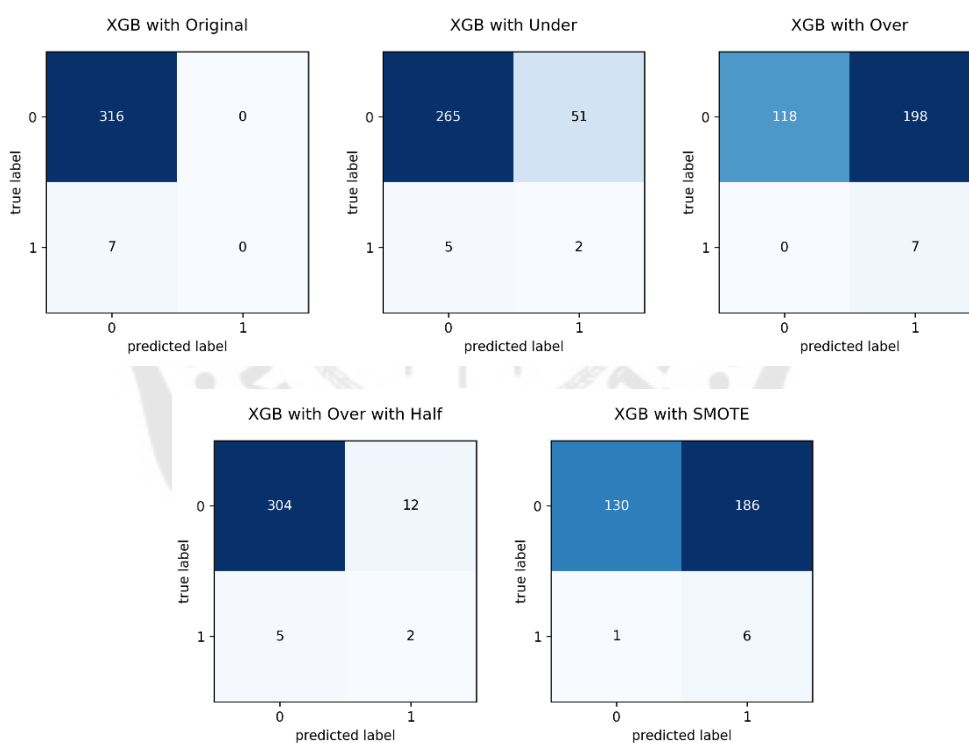 XGB with Original
true label
0
316
0
1
7
0
0
1
predicted label
XGB with Under
true label
0
265
51
1
5
2
0
1
predicted label
XGB with Over
true label
0
118
198
1
0
7
0
1
predicted label
XGB with Over with Half
true label
0
304
12
1
5
2
0
1
predicted label
XGB with SMOTE
true label
0
130
186
1
1
6
0
1
predicted label